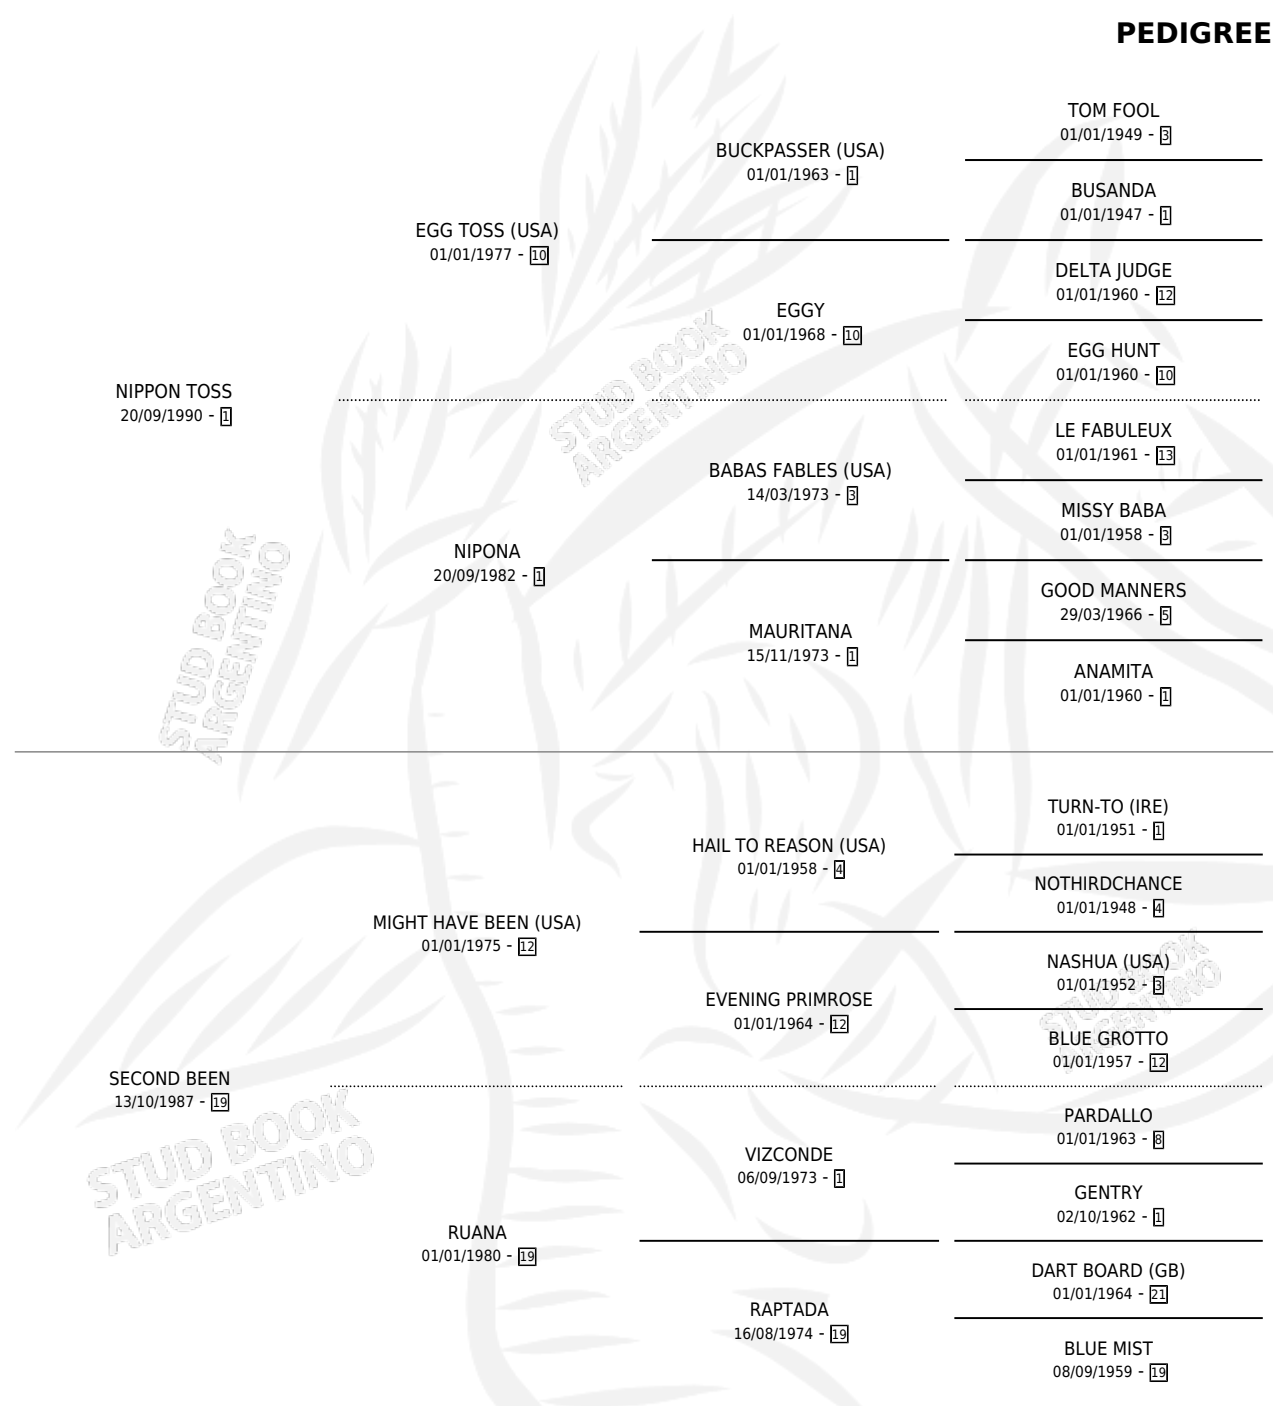 PEDIGREE
TOM FOOL
01/01/1949 - 3
BUCKPASSER (USA)
01/01/1963 - 1
BUSANDA
01/01/1947 - 1
EGG TOSS (USA)
01/01/1977 - 10
DELTA JUDGE
01/01/1960 - 12
EGGY
01/01/1968 - 10
EGG HUNT
01/01/1960 - 10
NIPPON TOSS
20/09/1990 - 1
LE FABULEUX
01/01/1961 - 13
BABAS FABLES (USA)
14/03/1973 - 3
MISSY BABA
01/01/1958 - 3
NIPONA
20/09/1982 - 1
GOOD MANNERS
29/03/1966 - 5
MAURITANA
15/11/1973 - 1
ANAMITA
01/01/1960 - 1
TURN-TO (IRE)
01/01/1951 - 1
HAIL TO REASON (USA)
01/01/1958 - 4
NOTHIRDCHANCE
01/01/1948 - 4
MIGHT HAVE BEEN (USA)
01/01/1975 - 12
NASHUA (USA)
01/01/1952 - 3
EVENING PRIMROSE
01/01/1964 - 12
BLUE GROTTO
01/01/1957 - 12
SECOND BEEN
13/10/1987 - 19
PARDALLO
01/01/1963 - 8
VIZCONDE
06/09/1973 - 1
GENTRY
02/10/1962 - 1
RUANA
01/01/1980 - 19
DART BOARD (GB)
01/01/1964 - 21
RAPTADA
16/08/1974 - 19
BLUE MIST
08/09/1959 - 19
STUD BOOK
ARGENTINO
STUD BOOK
ARGENTINO
STUD BOOK
ARGENTINO
STUD BOOK
ARGENTINO